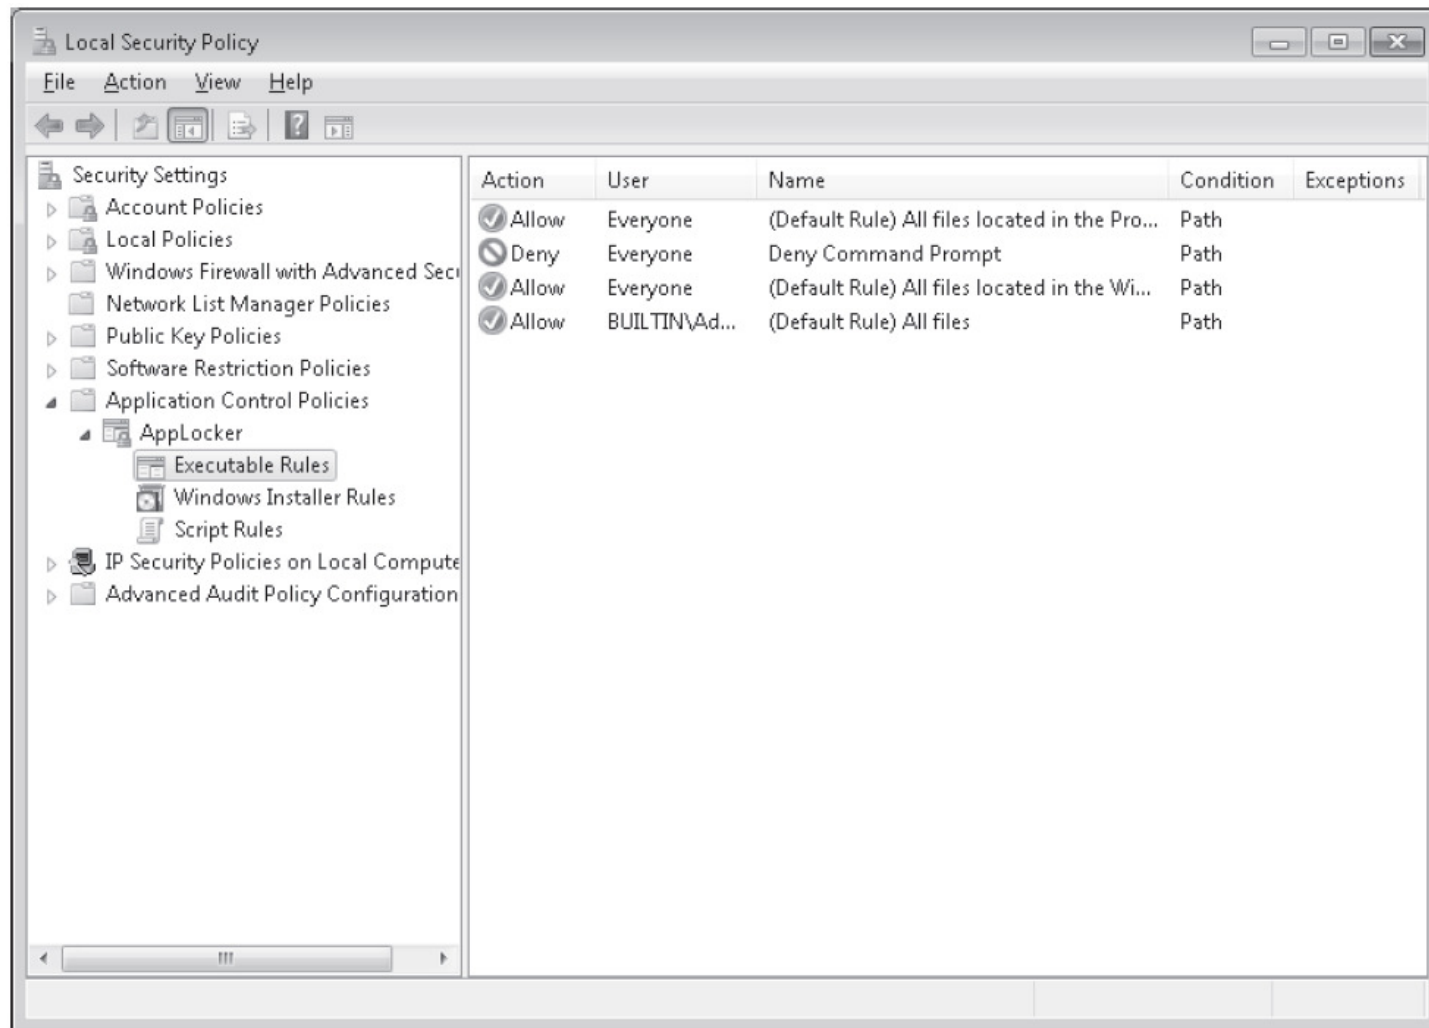 Local Security Policy
File Action View Help
Security Settings
Account Policies
Local Policies
Windows Firewall with Advanced Secu
Network List Manager Policies
Public Key Policies
Software Restriction Policies
Application Control Policies
AppLocker
Executable Rules
Windows Installer Rules
Script Rules
IP Security Policies on Local Compute
Advanced Audit Policy Configuration
Action User Name Condition Exceptions
Allow Everyone (Default Rule) All files located in the Pro... Path
Deny Everyone Deny Command Prompt Path
Allow Everyone (Default Rule) All files located in the Wi... Path
Allow BUILTIN\Ad... (Default Rule) All files Path